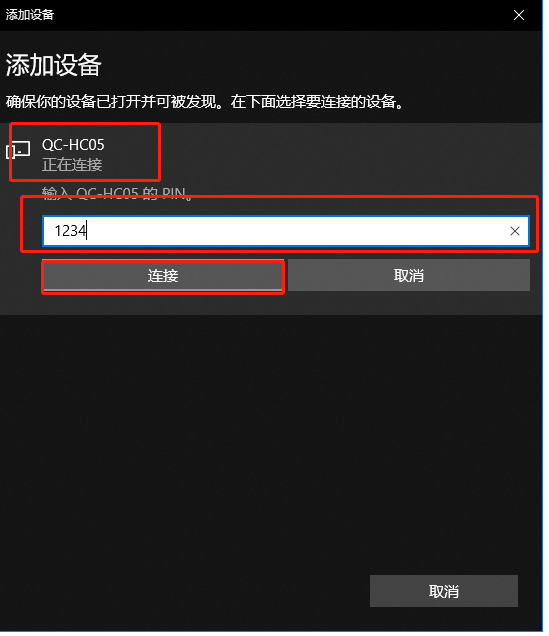 添加设备
添加设备
确保你的设备已打开并可被发现。在下面选择要连接的设备。
QC-HC05
正在连接
输入 QC-HC05 的 PIN。
1234
连接 取消
取消